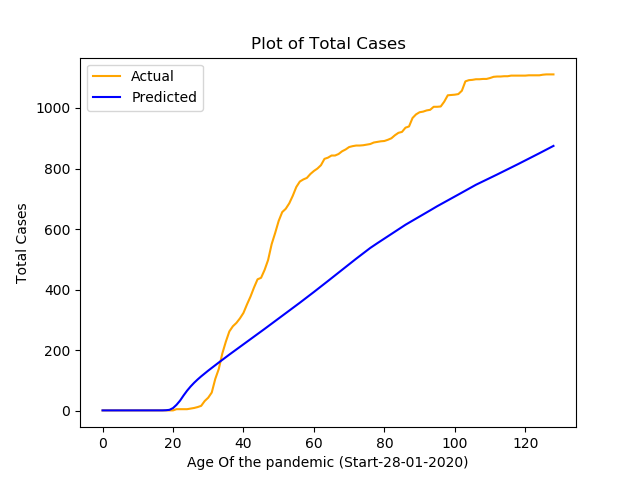 Plot of Total Cases
Actual
Predicted
Total Cases
1000
800
600
400
200
0
0 20 40 60 80 100 120
Age Of the pandemic (Start-28-01-2020)